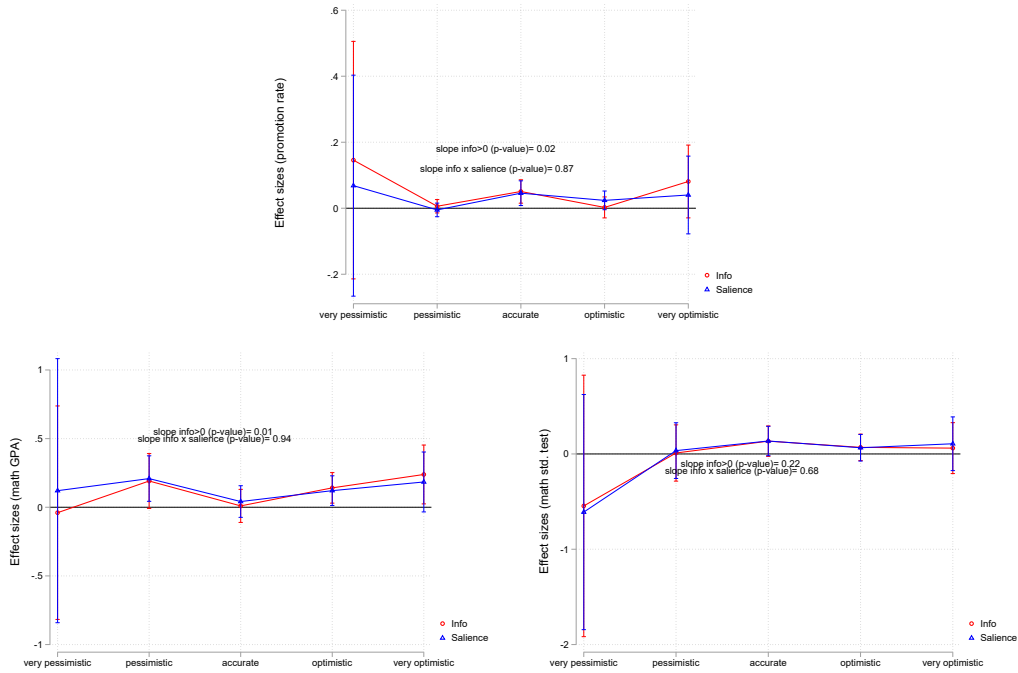 .6
.4
.2
0
-.2
Effect sizes (promotion rate)
slope info>0 (p-value)= 0.02
slope info x salience (p-value)= 0.87
Info
Salience
very pessimistic pessimistic accurate optimistic very optimistic
1
.5
0
-.5
-1
Effect sizes (math GPA)
slope info>0 (p-value)= 0.01
slope info x salience (p-value)= 0.94
Info
Salience
very pessimistic pessimistic accurate optimistic very optimistic
1
0
-1
-2
Effect sizes (math std. test)
slope info>0 (p-value)= 0.22
slope info x salience (p-value)= 0.68
Info
Salience
very pessimistic pessimistic accurate optimistic very optimistic